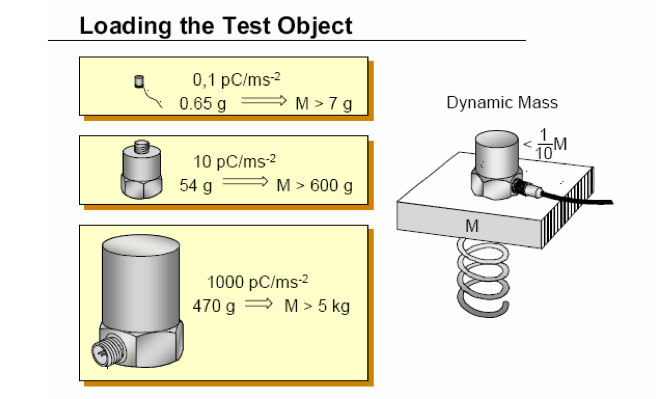 Loading the Test Object
0,1 pC/ms-2
0.65 g ⟹ M > 7 g
10 pC/ms-2
54 g ⟹ M > 600 g
1000 pC/ms-2
470 g ⟹ M > 5 kg
Dynamic Mass
< 1/10 M
M